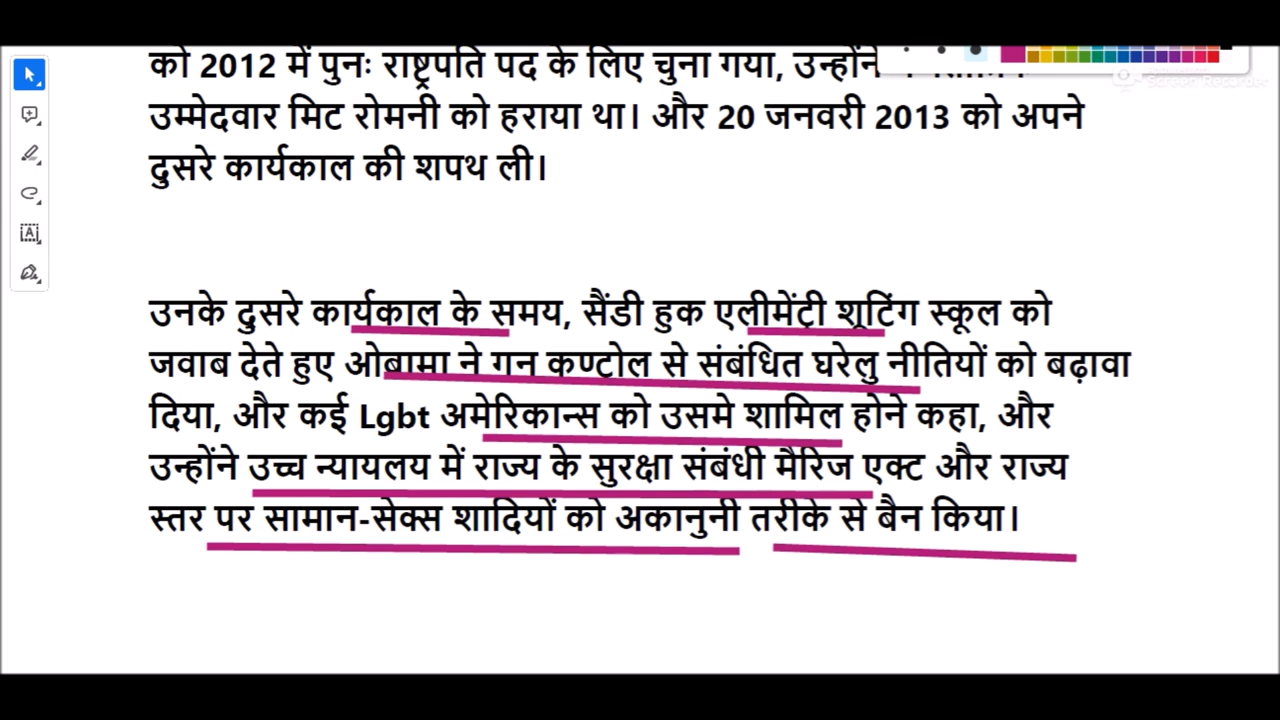 को 2012 में पुनः राष्ट्रपति पद के लिए चुना गया, उन्होंने
उम्मेदवार मिट रोमनी को हराया था। और 20 जनवरी 2013 को अपने
दुसरे कार्यकाल की शपथ ली।
उनके दुसरे कार्यकाल के समय, सैंडी हुक एलीमेंट्री शूटिंग स्कूल को
जवाब देते हुए ओबामा ने गन कण्टोल से संबंधित घरेलु नीतियों को बढ़ावा
दिया, और कई Lgbt अमेरिकान्स को उसमे शामिल होने कहा, और
उन्होंने उच्च न्यायलय में राज्य के सुरक्षा संबंधी मैरिज एक्ट और राज्य
स्तर पर सामान-सेक्स शादियों को अकानुनी तरीके से बैन किया।